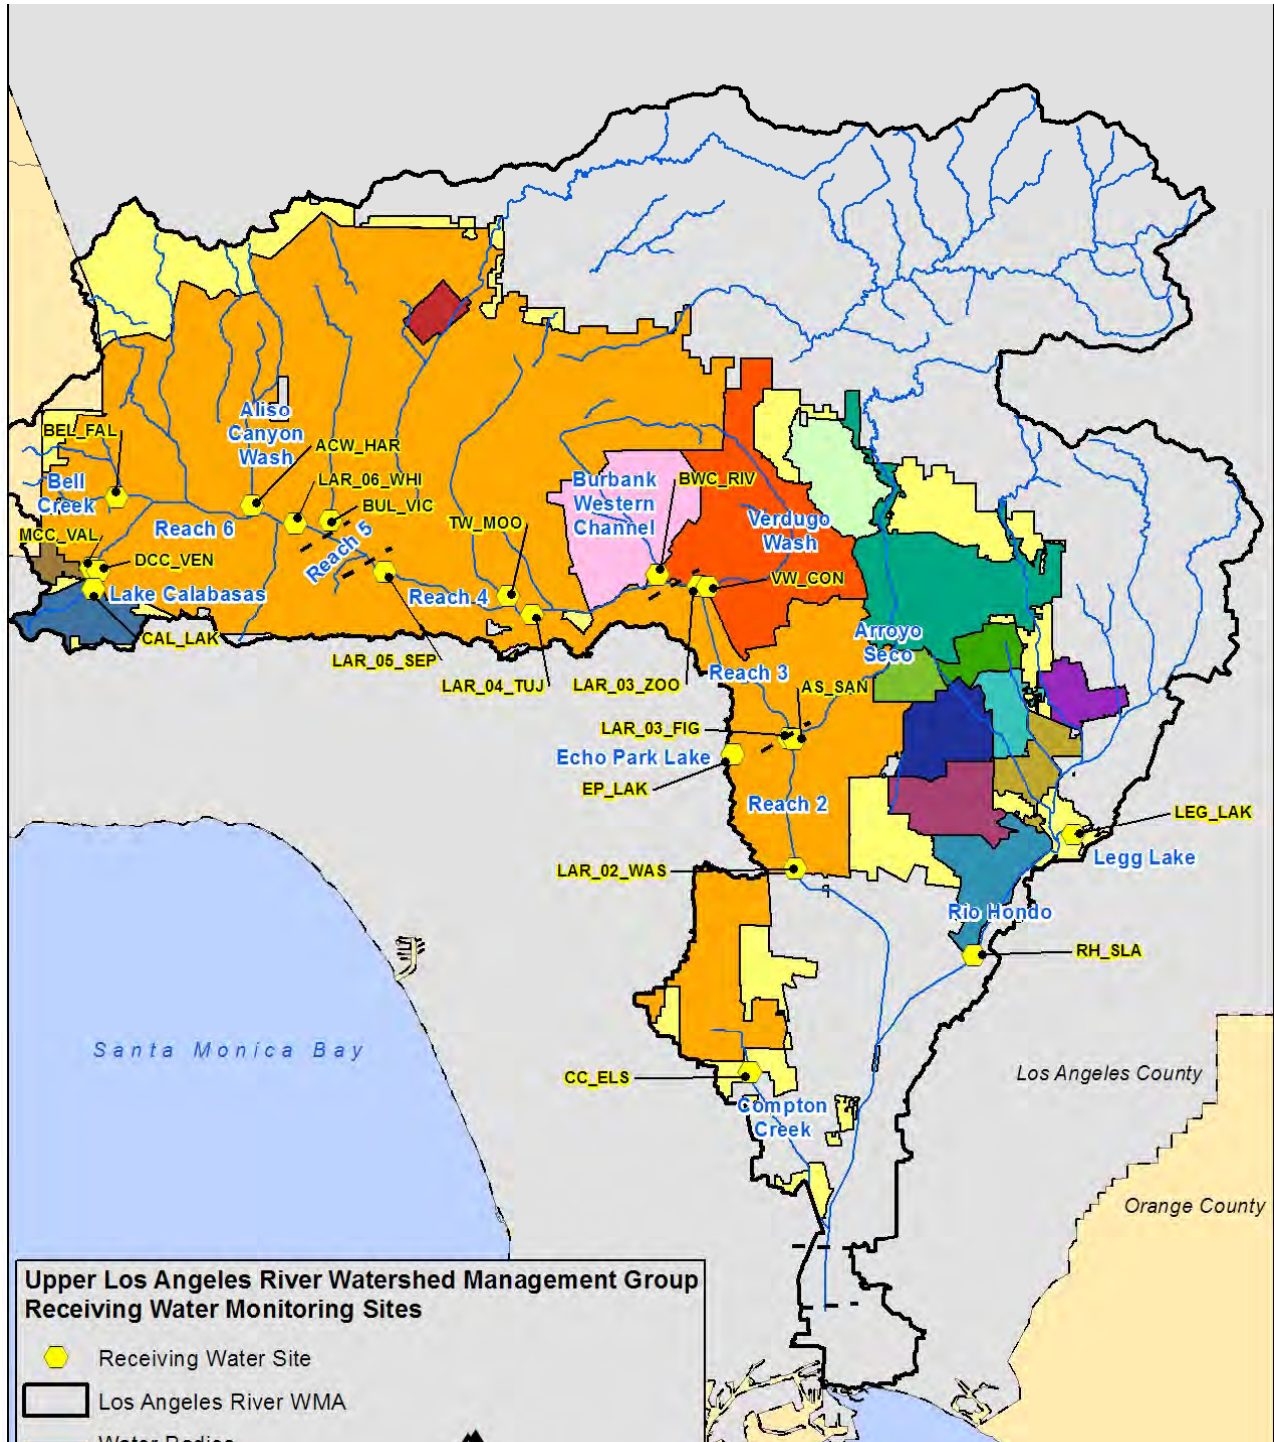 Aliso
Canyon
Wash
BEL_FAL
ACW_HAR
LAR_06_WHI
BUL_VIC
Bell
Creek
Reach 6
Reach 5
MCC_VAL
DCC_VEN
Lake Calabasas
CAL_LAK
Reach 4
TW_MOO
LAR_05_SEP
LAR_04_TUJ
Burbank
Western
Channel
BWC_RIV
Verdugo
Wash
VW_CON
LAR_03_ZOO
Reach 3
Arroyo
Seco
AS_SAN
LAR_03_FIG
Echo Park Lake
EP_LAK
Reach 2
LAR_02_WAS
LEG_LAK
Legg Lake
Rio Hondo
RH_SLA
Santa Monica Bay
CC_ELS
Compton
Creek
Los Angeles County
Orange County
Upper Los Angeles River Watershed Management Group
Receiving Water Monitoring Sites
Receiving Water Site
Los Angeles River WMA
Water Bodies